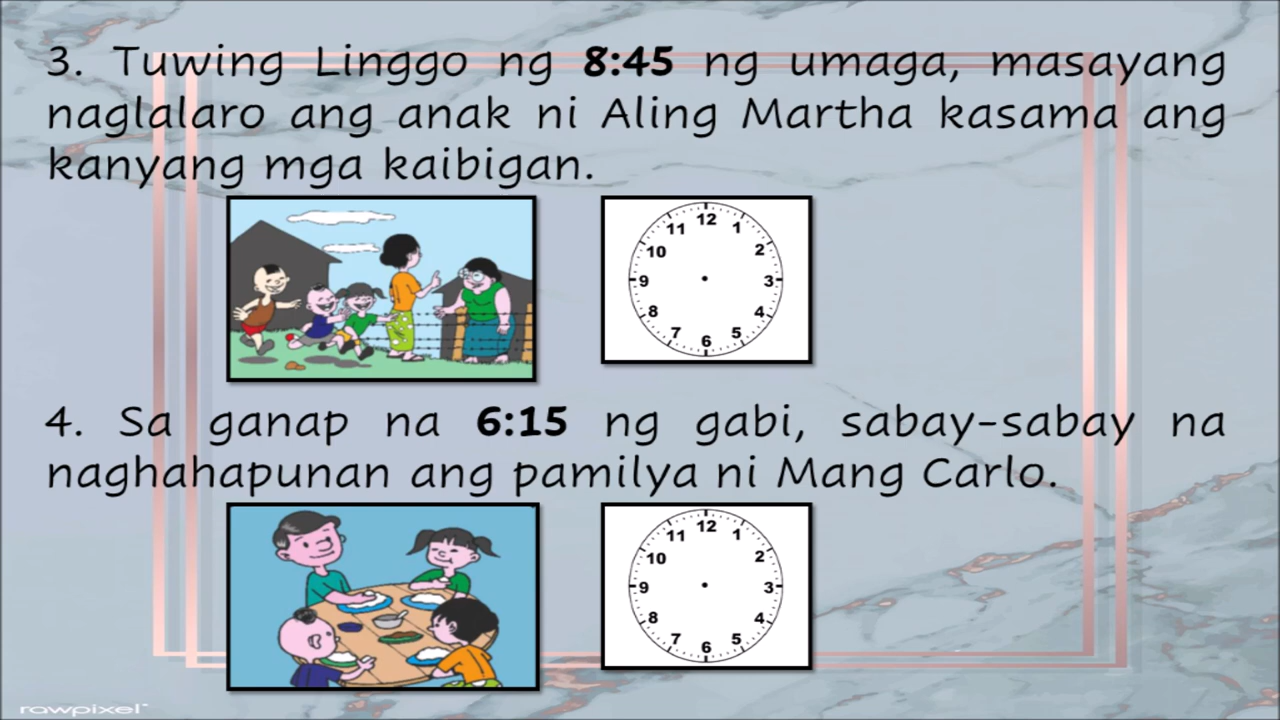 3. Tuwing Linggo ng 8:45 ng umaga, masayang
naglalaro ang anak ni Aling Martha kasama ang
kanyang mga kaibigan.
12
11 1
10 2
9 3
8 4
7 5
6
4. Sa ganap na 6:15 ng gabi, sabay-sabay na
naghahapunan ang pamilya ni Mang Carlo.
12
11 1
10 2
9 3
8 4
7 5
6
rawpixel